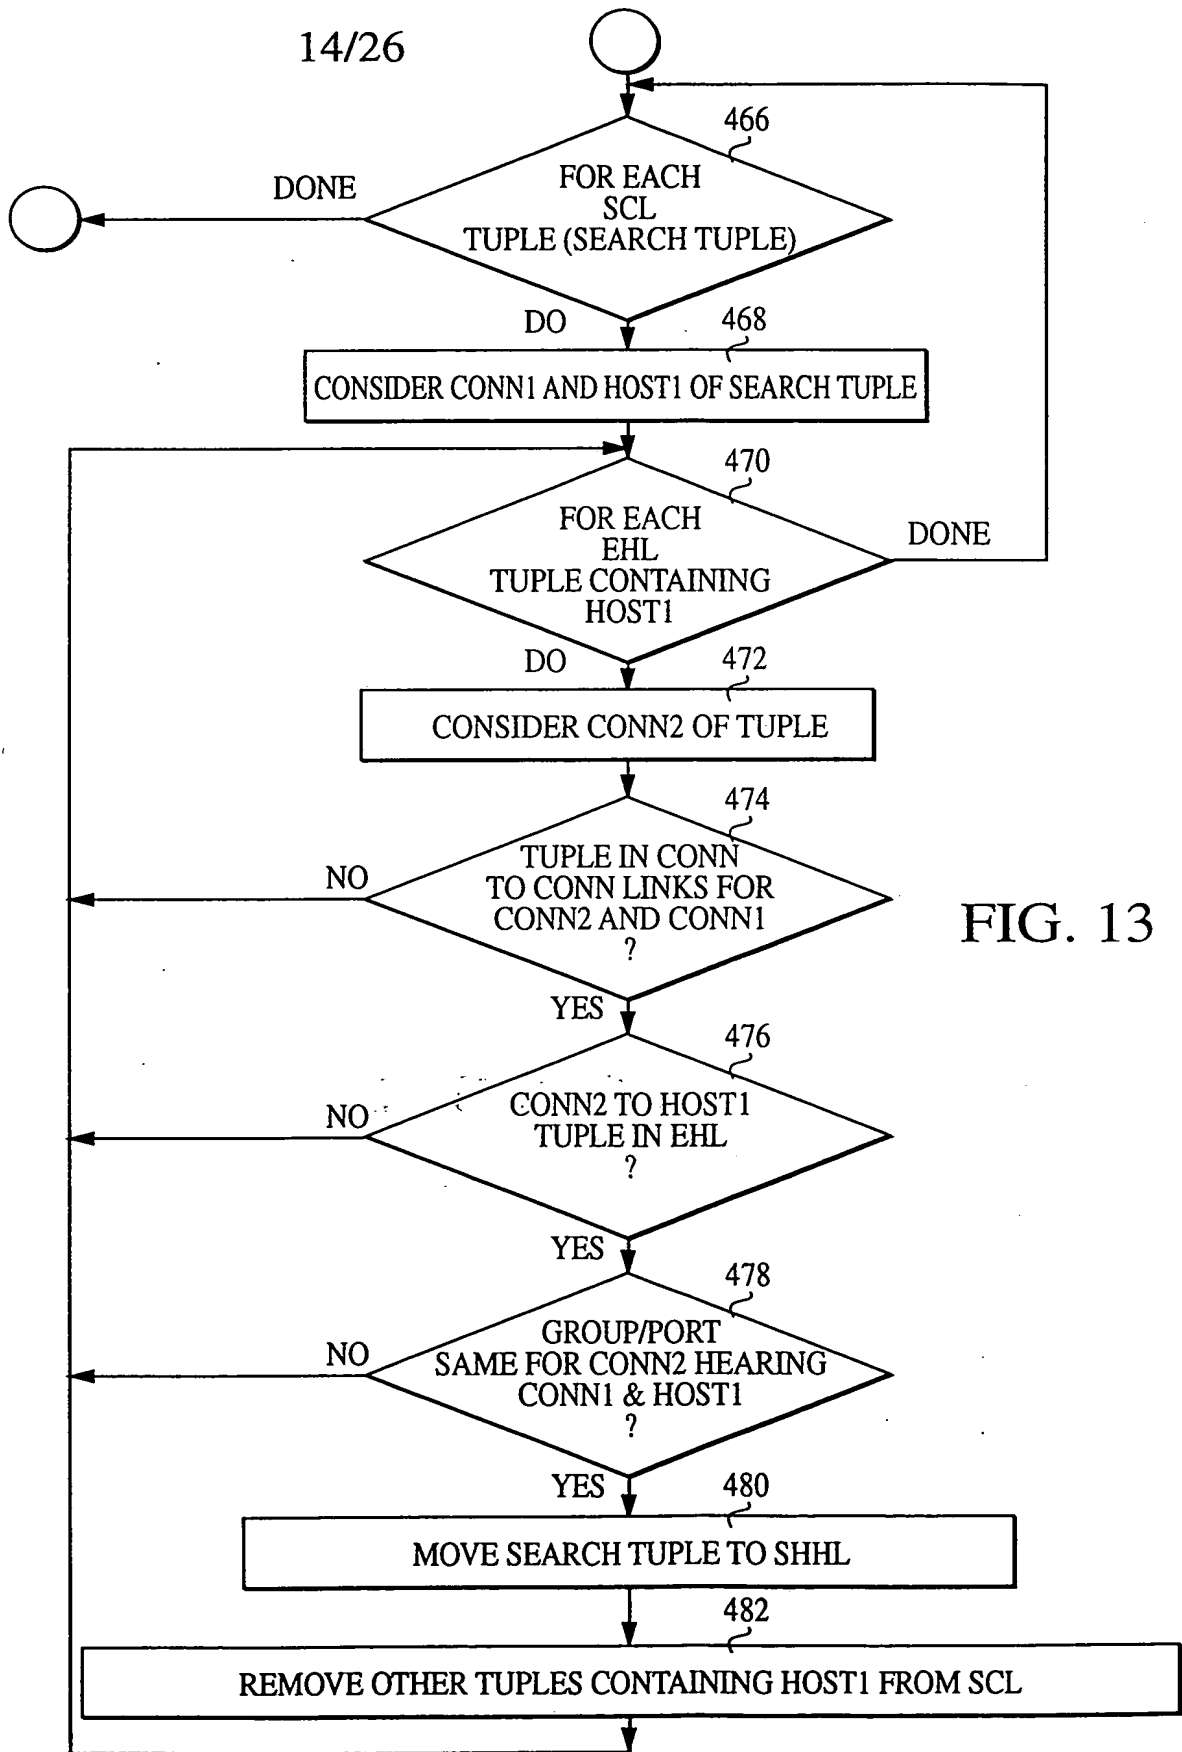 14/26
466
FOR EACH
SCL
TUPLE (SEARCH TUPLE)
DONE
DO
468
CONSIDER CONN1 AND HOST1 OF SEARCH TUPLE
470
FOR EACH
EHL
TUPLE CONTAINING
HOST1
DONE
DO
472
CONSIDER CONN2 OF TUPLE
474
TUPLE IN CONN
TO CONN LINKS FOR
CONN2 AND CONN1
?
NO
FIG. 13
YES
476
CONN2 TO HOST1
TUPLE IN EHL
?
NO
YES
478
GROUP/PORT
SAME FOR CONN2 HEARING
CONN1 & HOST1
?
NO
YES
480
MOVE SEARCH TUPLE TO SHHL
482
REMOVE OTHER TUPLES CONTAINING HOST1 FROM SCL